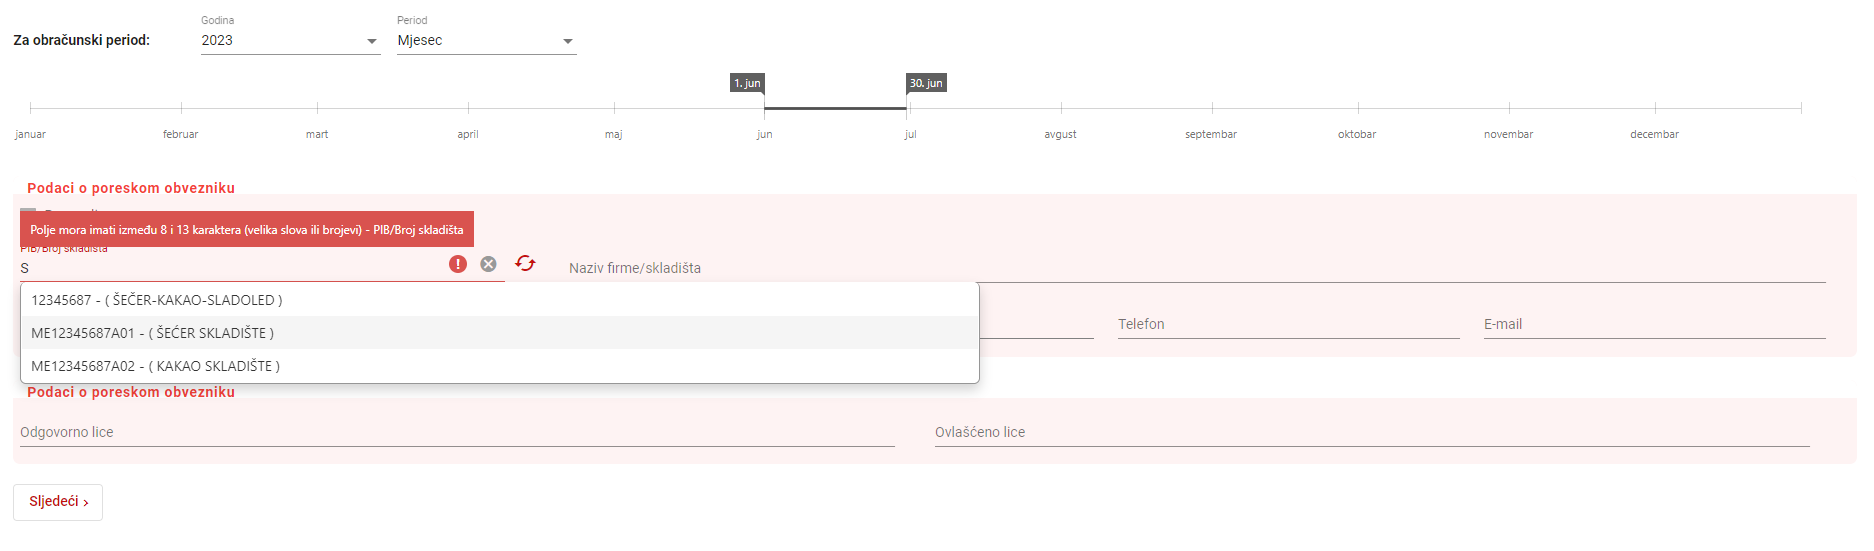 Godina
Period
Za obračunski period:
2023
Mjesec
1. jun
30. jun
januar
februar
mart
april
maj
jun
jul
avgust
septembar
oktobar
novembar
decembar
Podaci o poreskom obvezniku
Polje mora imati između 8 i 13 karaktera (velika slova ili brojevi) - PIB/Broj skladišta
PIB/Broj skladišta
S
Naziv firme/skladišta
12345687 - ( ŠEČER-KAKAO-SLADOLED )
ME12345687A01 - ( ŠEĆER SKLADIŠTE )
Telefon
E-mail
ME12345687A02 - ( KAKAO SKLADIŠTE )
Podaci o poreskom obvezniku
Odgovorno lice
Ovlašćeno lice
Sljedeći ›